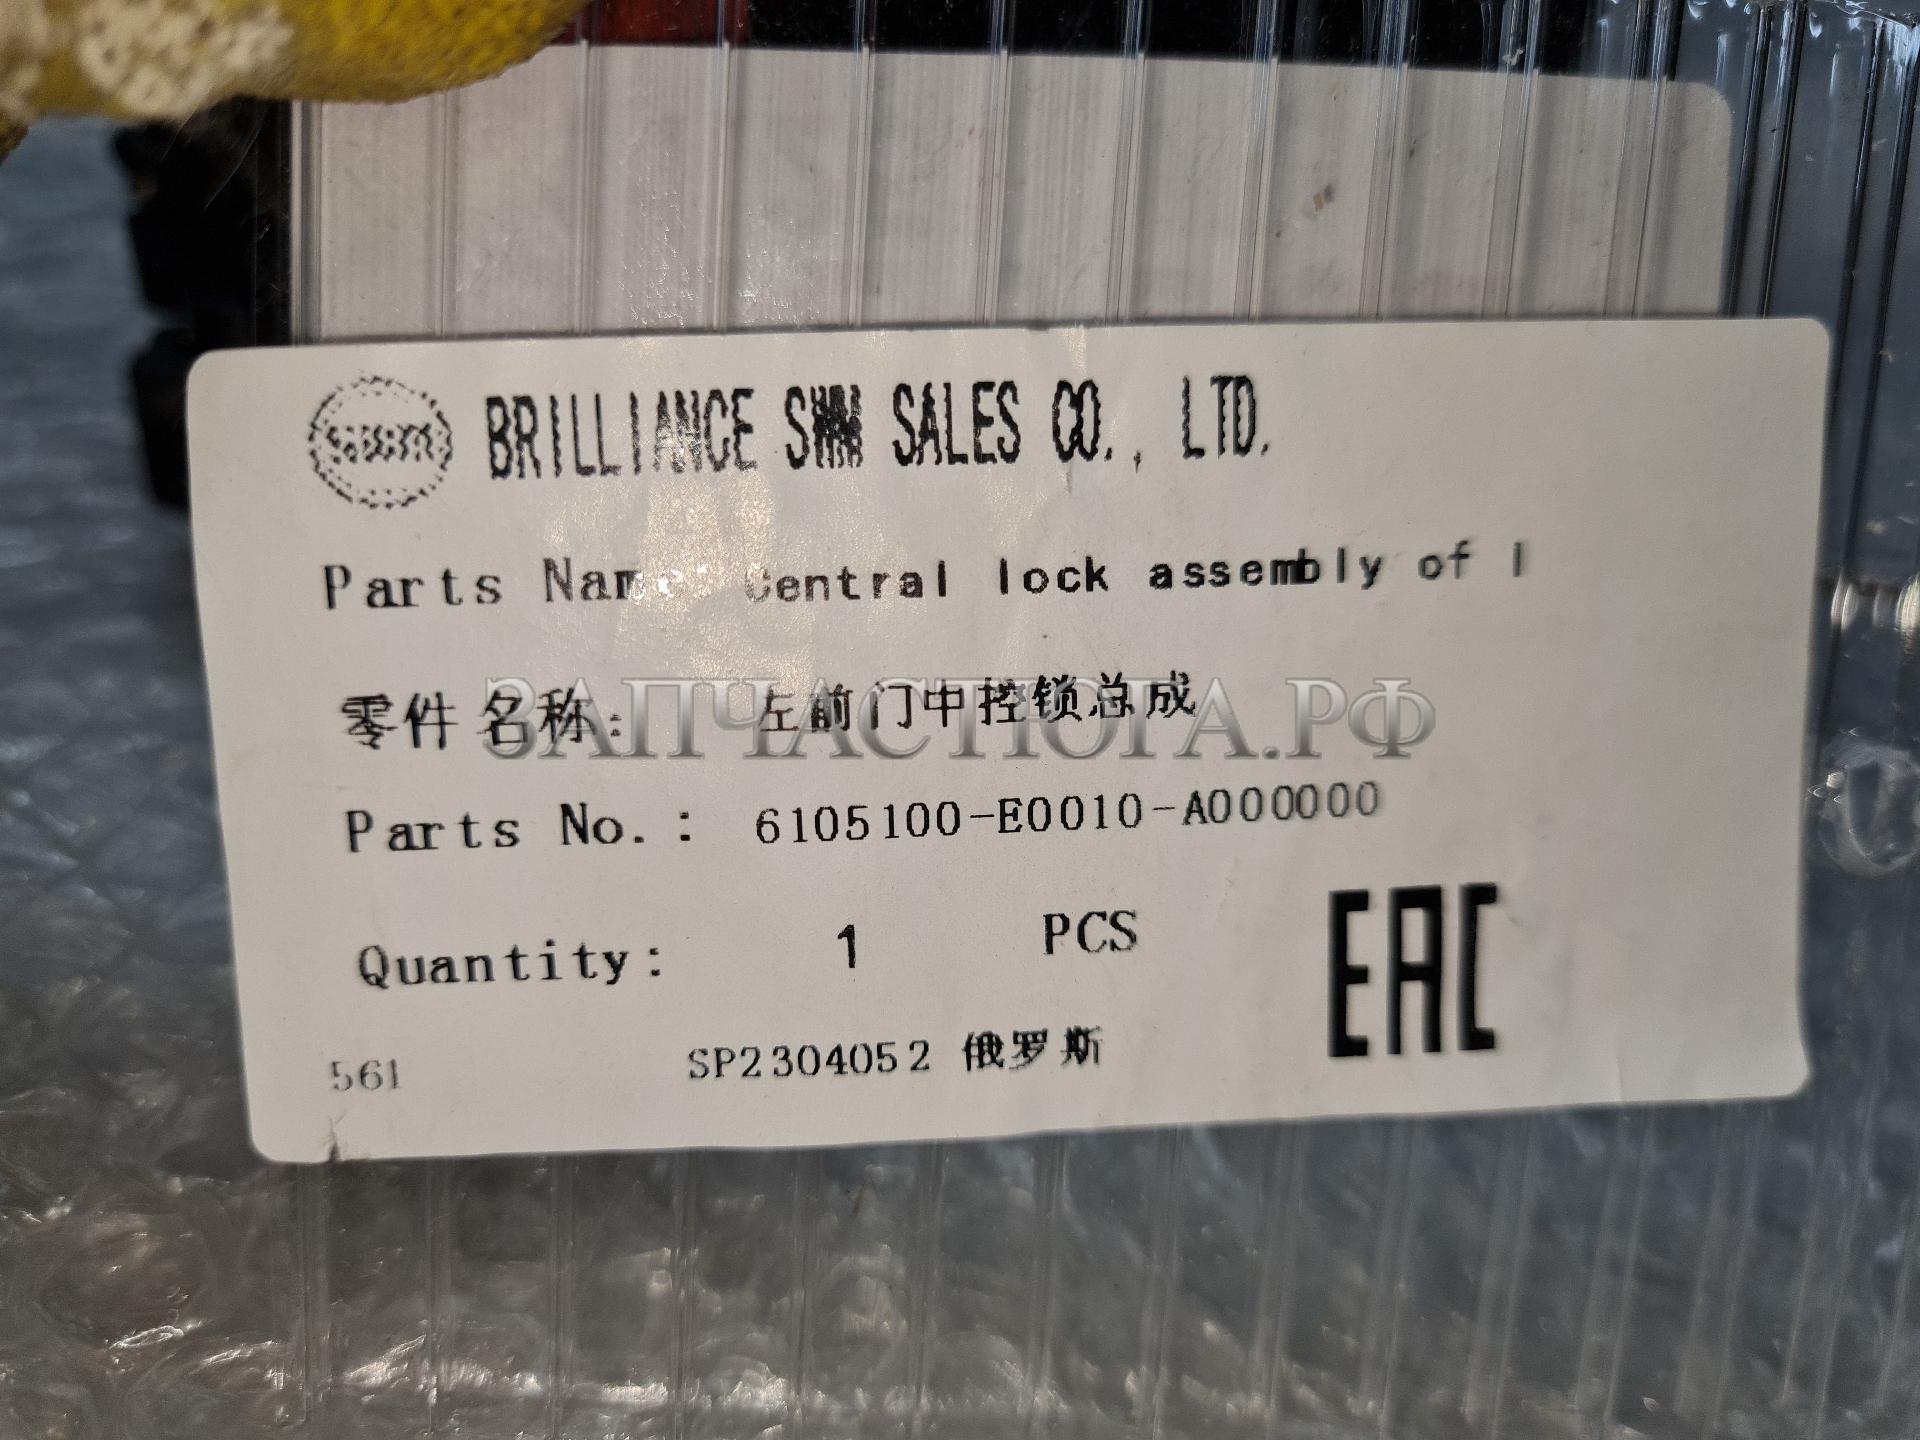 BRILLIANCE SWM SALES CO., LTD.
Parts Name: Central lock assembly of l
零件名称: 左前门中控锁总成
ЗАПЧАСТЮГА.РФ
Parts No.: 6105100-E0010-A000000
Quantity: 1 PCS
EAC
561 SP2304052 俄罗斯